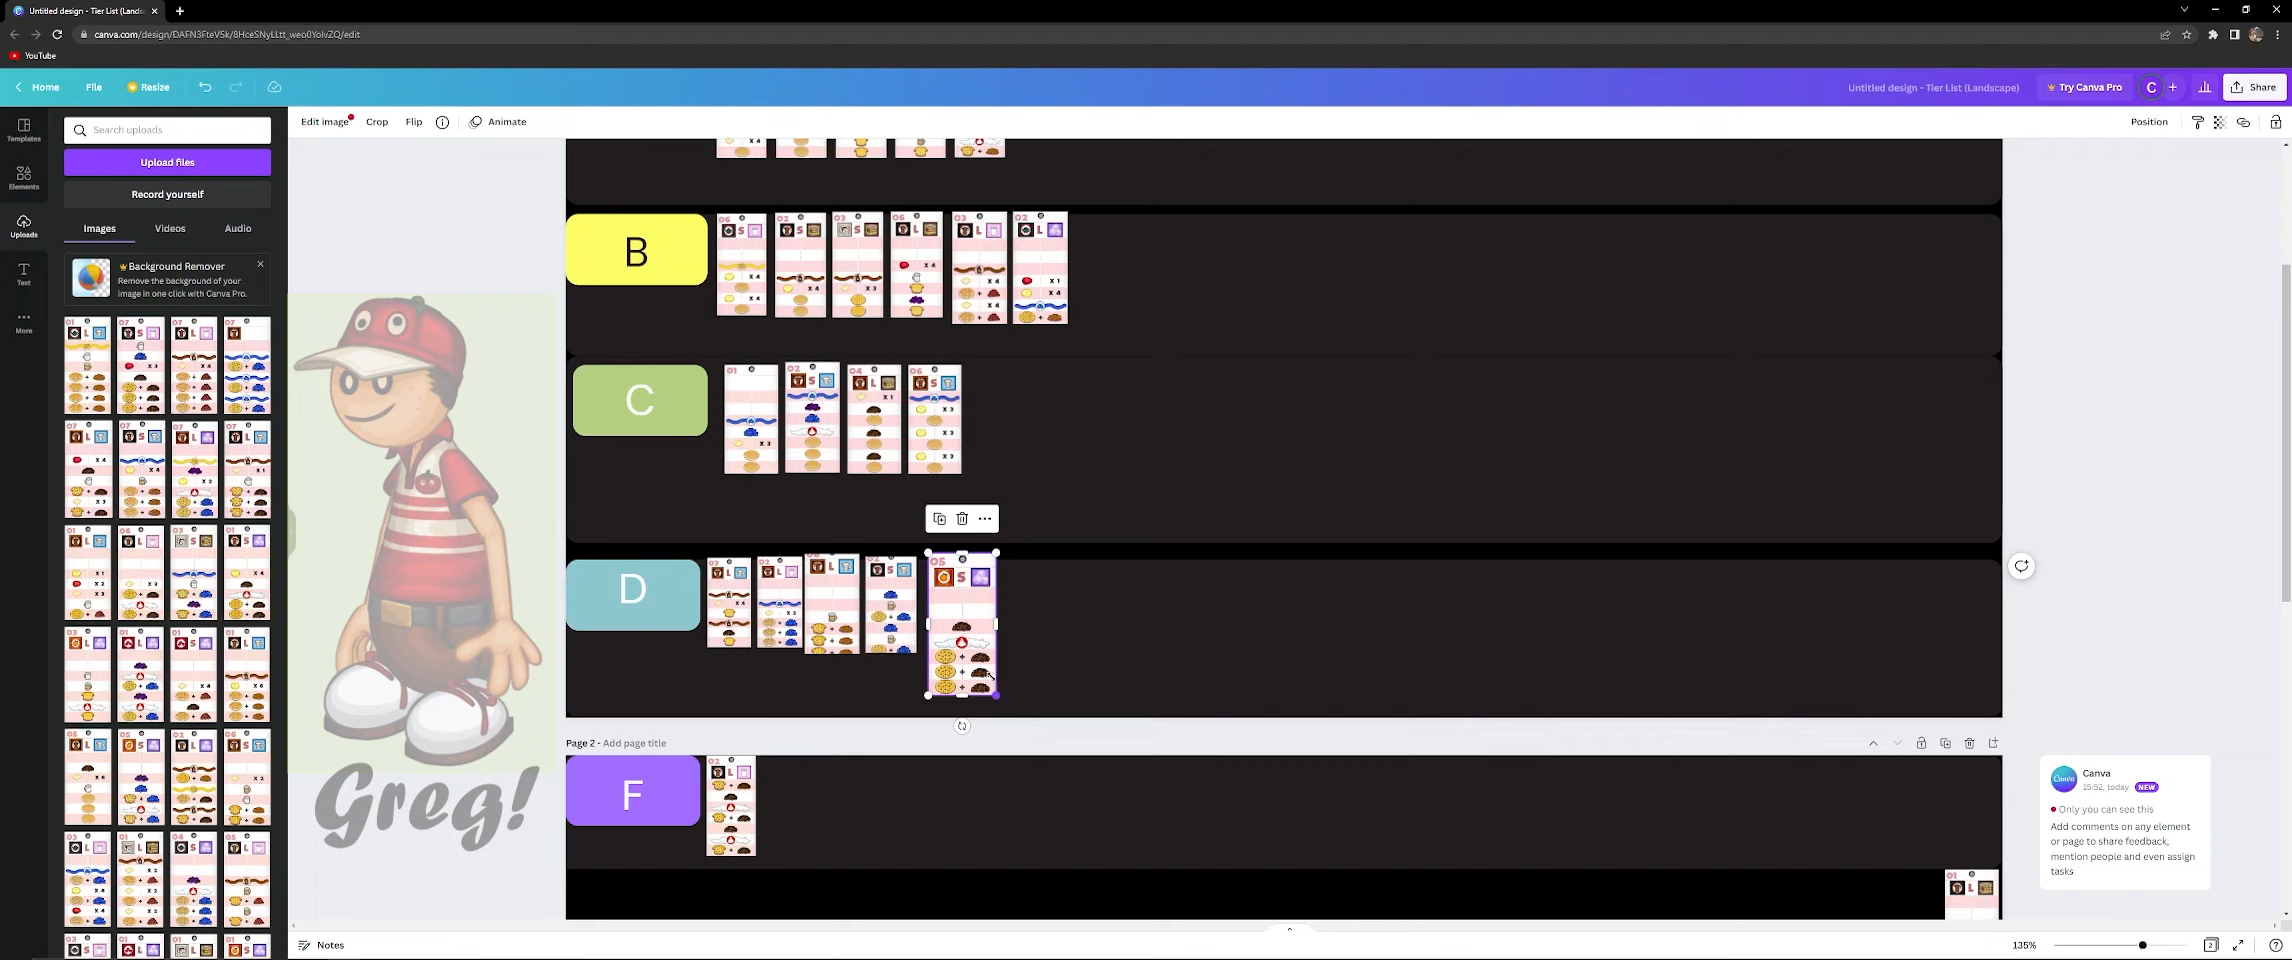 Untitled design - Tier List (Lands
canva.com/design/DAFN3FteV5k/8HceSNyLLtt_weo0YolvZQ/edit
YouTube
Home
File
Resize
Untitled design - Tier List (Landscape)
Try Canva Pro
C
Share
Templates
Elements
Uploads
Text
More
Search uploads
Upload files
Record yourself
Images
Videos
Audio
Background Remover
Remove the background of your
image in one click with Canva Pro.
Edit image
Crop
Flip
Animate
Position
B
C
D
05
S
Page 2 - Add page title
F
Greg!
Canva
15:52, today
NEW
Only you can see this
Add comments on any element
or page to share feedback,
mention people and even assign
tasks
Notes
135%
2